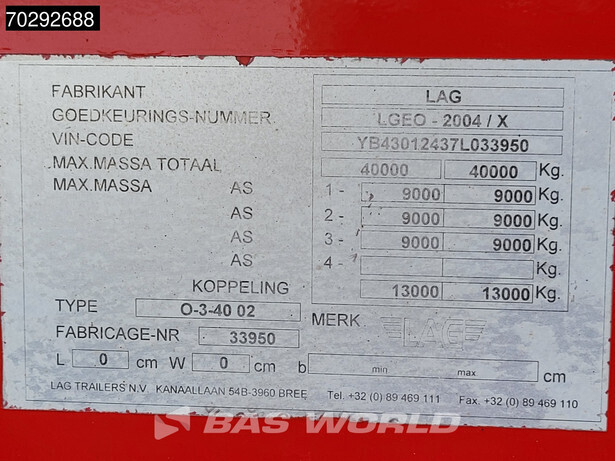 70292688
FABRIKANT LAG
GOEDKEURINGS-NUMMER LGEO - 2004 / X
VIN-CODE YB43012437L033950
MAX.MASSA TOTAAL 40000 40000 Kg.
MAX.MASSA AS 1 - 9000 9000 Kg.
AS 2 - 9000 9000 Kg.
AS 3 - 9000 9000 Kg.
AS 4 - Kg.
KOPPELING 13000 13000 Kg.
TYPE O-3-40 02
MERK LAG
FABRICAGE-NR 33950
L 0 cm W 0 cm b min max cm
LAG TRAILERS N.V. KANAALLAAN 54B-3960 BREE Tel. +32 (0) 89 469 111 Fax. +32 (0) 89 469 110
BAS WORLD